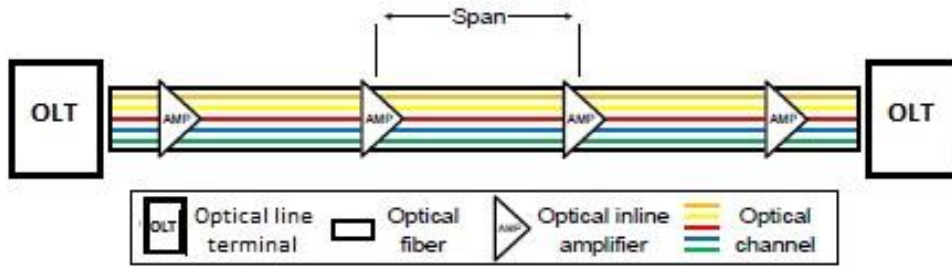 Span
OLT
AMP
AMP
AMP
AMP
OLT
OLT
Optical line
terminal
Optical
fiber
AMP
Optical inline
amplifier
Optical
channel